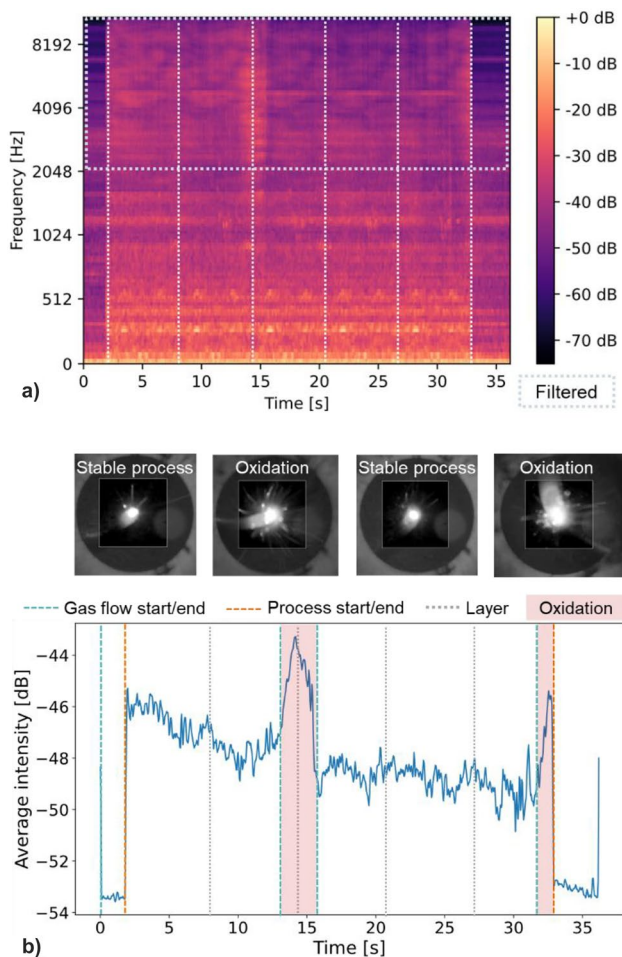 8192
4096
2048
1024
512
0
Frequency [Hz]
0 5 10 15 20 25 30 35
Time [s]
+0 dB
-10 dB
-20 dB
-30 dB
-40 dB
-50 dB
-60 dB
-70 dB
Filtered
a)
Stable process Oxidation Stable process Oxidation
Gas flow start/end Process start/end Layer Oxidation
−44
−46
−48
−50
−52
−54
Average intensity [dB]
0 5 10 15 20 25 30 35
Time [s]
b)